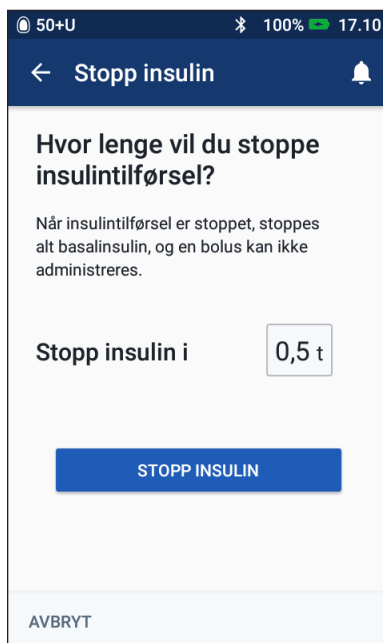 50+U 100% 17.10
Stopp insulin
Hvor lenge vil du stoppe
insulintilførsel?
Når insulintilførsel er stoppet, stoppes
alt basalinsulin, og en bolus kan ikke
administreres.
Stopp insulin i 0,5 t
STOPP INSULIN
AVBRYT